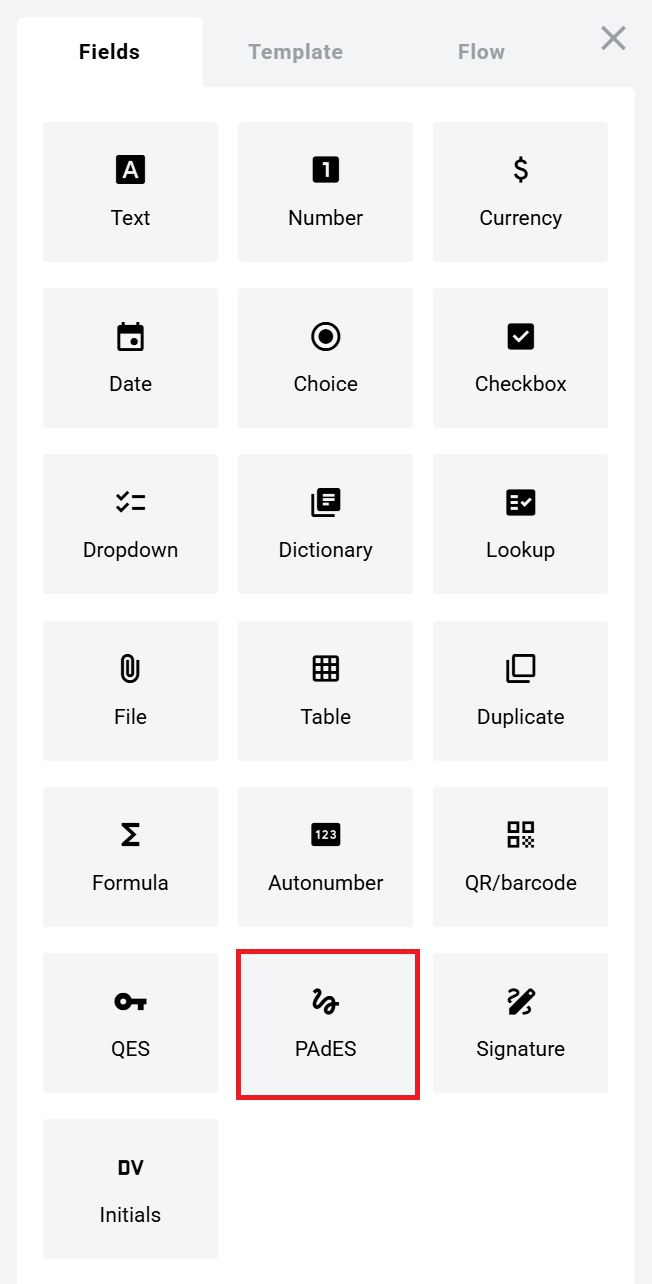 Fields Template Flow
A 1 $
Text Number Currency
Date Choice Checkbox
Dropdown Dictionary Lookup
File Table Duplicate
Σ 123
Formula Autonumber QR/barcode
QES PAdES Signature
DV
Initials